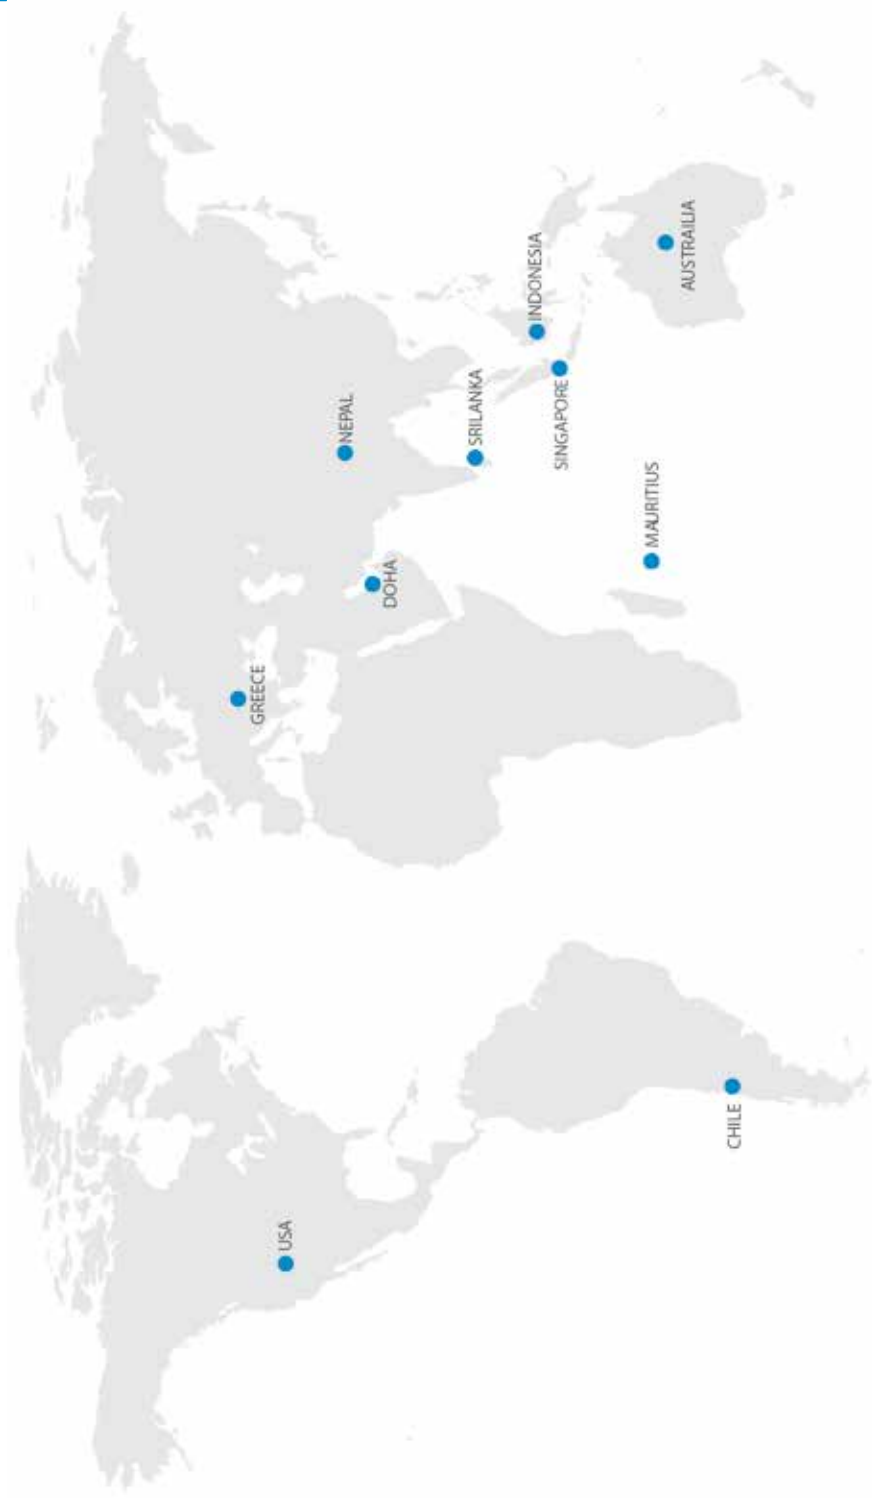 USA
CHILE
GREECE
DOHA
NEPAL
SRILANKA
MAURITIUS
SINGAPORE
INDONESIA
AUSTRAILIA